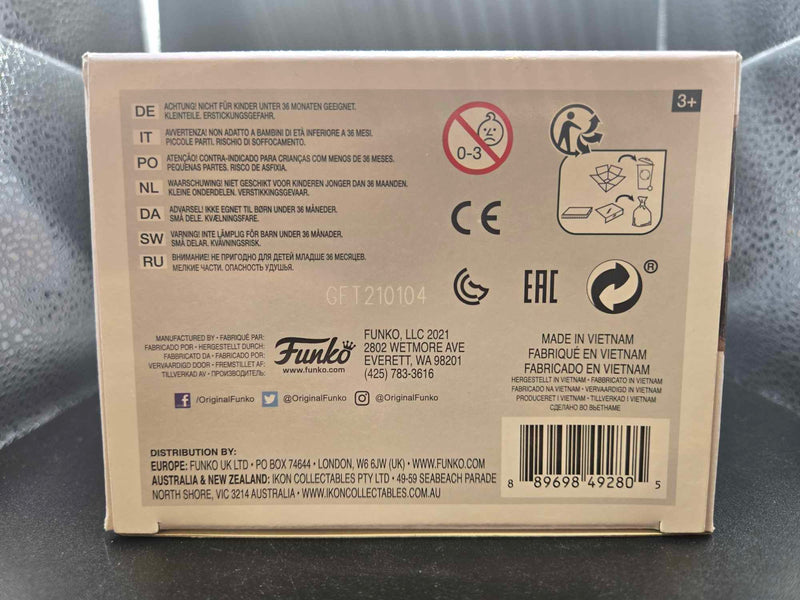 DE ACHTUNG! NICHT FÜR KINDER UNTER 36 MONATEN GEEIGNET.
KLEINTEILE. ERSTICKUNGSGEFAHR.
IT AVVERTENZA! NON ADATTO A BAMBINI DI ETÀ INFERIORE A 36 MESI.
PICCOLE PARTI. RISCHIO DI SOFFOCAMENTO.
PO ATENÇÃO! CONTRA-INDICADO PARA CRIANÇAS COM MENOS DE 36 MESES.
PEQUENAS PARTES. RISCO DE ASFIXIA.
NL WAARSCHUWING! NIET GESCHIKT VOOR KINDEREN JONGER DAN 36 MAANDEN.
KLEINE ONDERDELEN. VERSTIKKINGSGEVAAR.
DA ADVARSEL! IKKE EGNET TIL BØRN UNDER 36 MÅNEDER.
SMÅ DELE. KVÆLNINGSFARE.
SW VARNING! INTE LÄMPLIG FÖR BARN UNDER 36 MÅNADER.
SMÅ DELAR. KVÄVNINGSRISK.
RU ВНИМАНИЕ! НЕ ПРИГОДНО ДЛЯ ДЕТЕЙ МЛАДШЕ 36 МЕСЯЦЕВ.
МЕЛКИЕ ЧАСТИ. ОПАСНОСТЬ УДУШЬЯ.
0-3
3+
CE
GFT210104
EAC
®
MANUFACTURED BY • FABRIQUÉ PAR:
FABRICADO POR • HERGESTELLT DURCH:
FABBRICATO DA • FABRICADO POR:
VERVAARDIGD DOOR • FREMSTILLET AF:
TILLVERKAD AV • ПРОИЗВОДИТЕЛЬ:
Funko
www.funko.com
FUNKO, LLC 2021
2802 WETMORE AVE
EVERETT, WA 98201
(425) 783-3616
/OriginalFunko @OriginalFunko @OriginalFunko
MADE IN VIETNAM
FABRIQUÉ EN VIETNAM
FABRICADO EN VIETNAM
HERGESTELLT IN VIETNAM • FABBRICATO IN VIETNAM
FABRICADO NA VIETNAM • VERVAARDIGD IN VIETNAM
PRODUCERET I VIETNAM • TILLVERKAD I VIETNAM
СДЕЛАНО ВО ВЬЕТНАМЕ
DISTRIBUTION BY:
EUROPE: FUNKO UK LTD • PO BOX 74644 • LONDON, W6 6JW (UK) • WWW.FUNKO.COM
AUSTRALIA & NEW ZEALAND: IKON COLLECTABLES PTY LTD • 49-59 SEABEACH PARADE
NORTH SHORE, VIC 3214 AUSTRALIA • WWW.IKONCOLLECTABLES.COM.AU
8 89698 49280 5